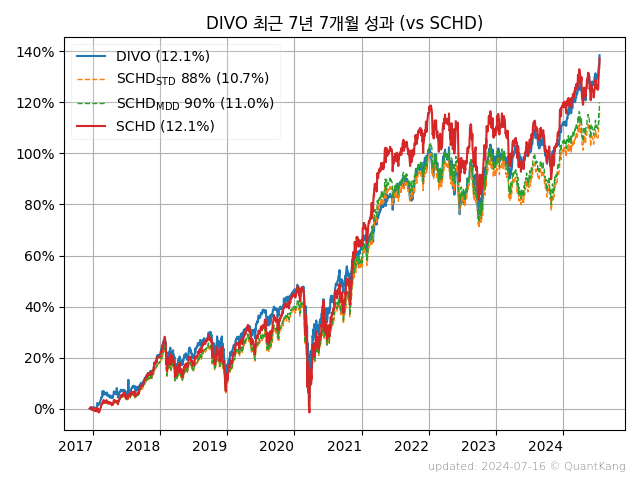 DIVO 최근 7년 7개월 성과 (vs SCHD)
140%
120%
100%
80%
60%
40%
20%
0%
DIVO (12.1%)
SCHD_STD 88% (10.7%)
SCHD_MDD 90% (11.0%)
SCHD (12.1%)
2017 2018 2019 2020 2021 2022 2023 2024
updated: 2024-07-16 © QuantKang